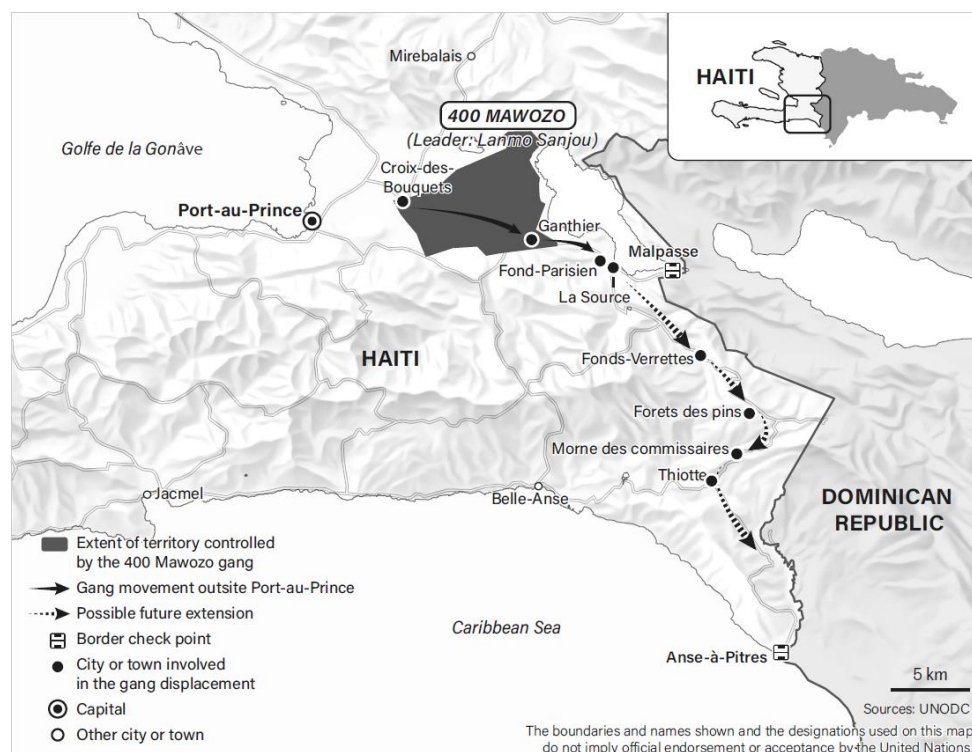 Mirebalais
HAITI
400 MAWOZO
(Leader: Lanmo Sanjou)
Golfe de la Gonâve
Croix-des-
Bouquets
Port-au-Prince
Ganthier
Malpasse
Fond-Parisien
La Source
HAITI
Fonds-Verrettes
Forets des pins
Morne des commissaires
Thiotte
Jacmel
Belle-Anse
DOMINICAN
REPUBLIC
Extent of territory controlled
by the 400 Mawozo gang
Gang movement outsite Port-au-Prince
Possible future extension
Border check point
City or town involved
in the gang displacement
Capital
Other city or town
Caribbean Sea
Anse-à-Pitres
5 km
Sources: UNODC
The boundaries and names shown and the designations used on this map
do not imply official endorsement or acceptance by the United Nations